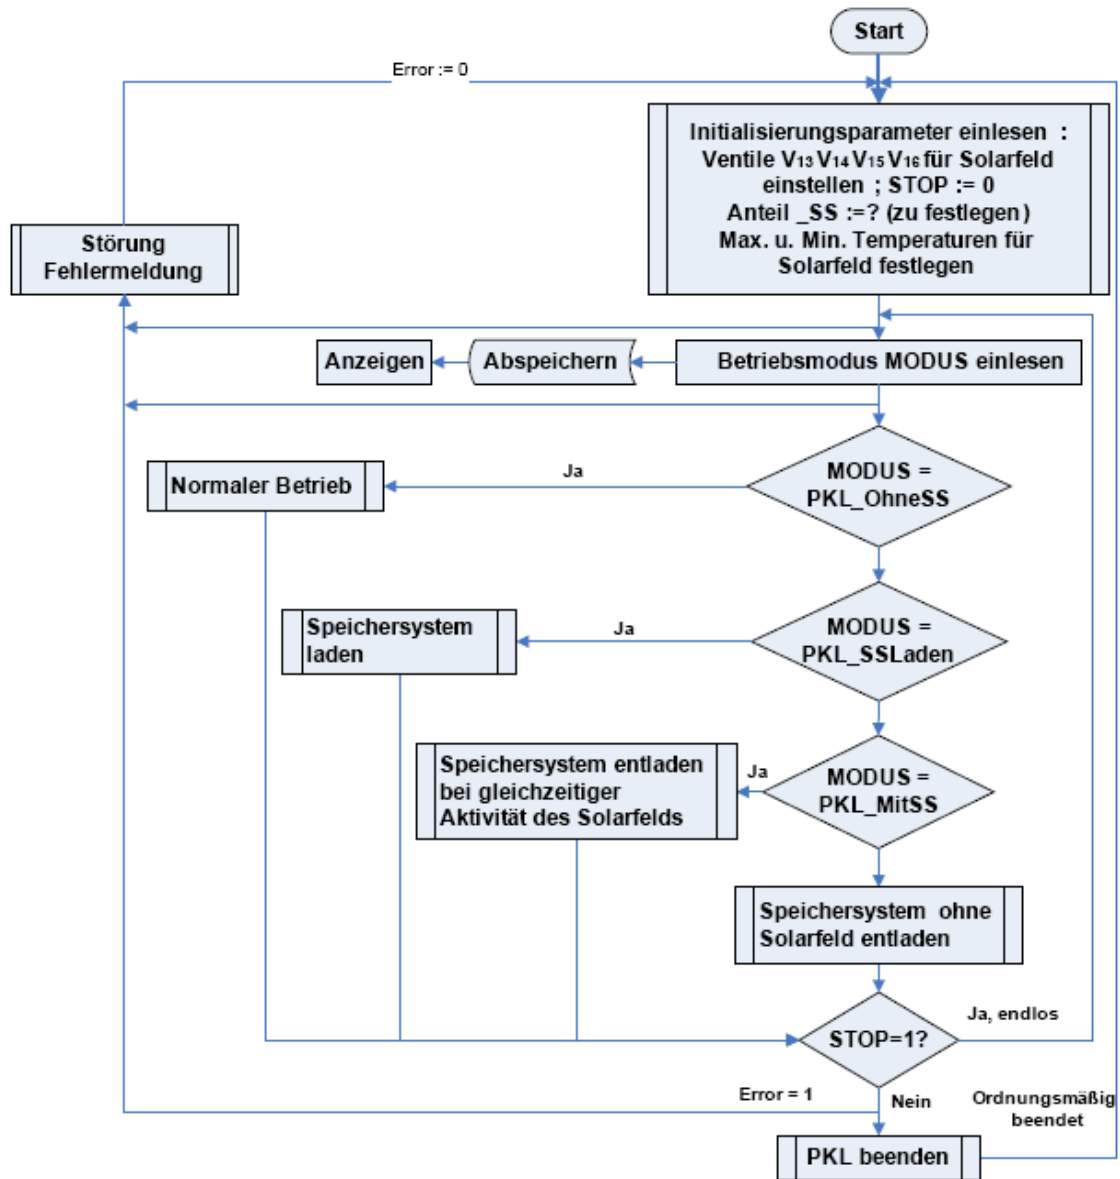 Start
Error := 0
Initialisierungsparameter einlesen :
Ventile V13 V14 V15 V16 für Solarfeld
einstellen ; STOP := 0
Anteil _SS :=? (zu festlegen)
Max. u. Min. Temperaturen für
Solarfeld festlegen
Störung
Fehlermeldung
Anzeigen
Abspeichern
Betriebsmodus MODUS einlesen
MODUS =
PKL_OhneSS
Ja
Normaler Betrieb
MODUS =
PKL_SSLaden
Ja
Speichersystem
laden
MODUS =
PKL_MitSS
Ja
Speichersystem entladen
bei gleichzeitiger
Aktivität des Solarfelds
Speichersystem ohne
Solarfeld entladen
STOP=1?
Ja, endlos
Error = 1
Nein
Ordnungsmäßig
beendet
PKL beenden